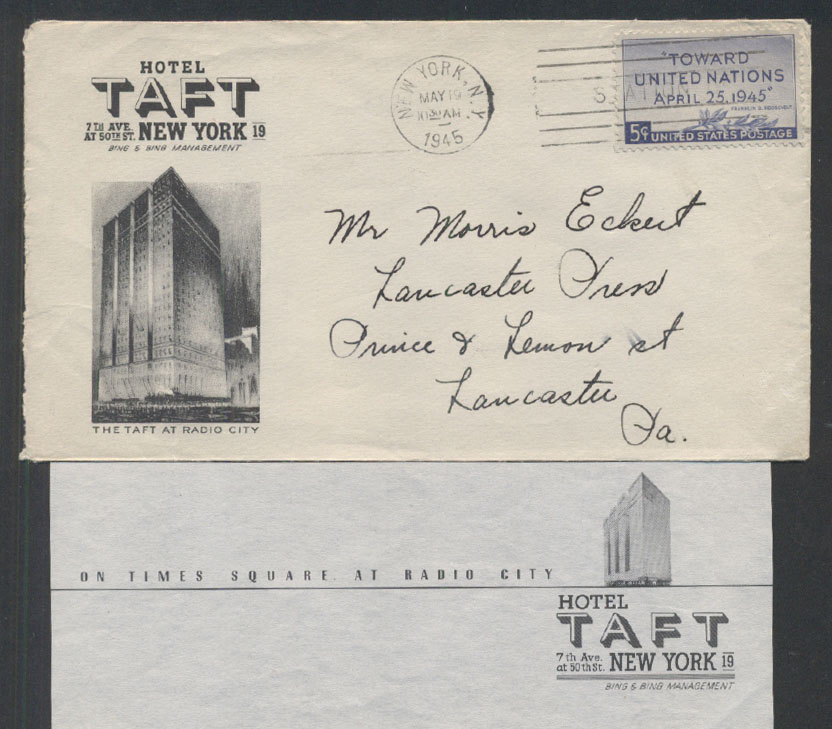 HOTEL
TAFT
7TH AVE.
AT 50TH ST. NEW YORK 19
BING & BING MANAGEMENT
THE TAFT AT RADIO CITY
NEW YORK, N.Y.
MAY 19
AM
1945
STATION
"TOWARD
UNITED NATIONS
APRIL 25, 1945"
FRANKLIN D. ROOSEVELT
5¢ UNITED STATES POSTAGE
Mr Morris Eckert
Lancaster Press
Prince & Lemon st
Lancaster
Pa.
ON TIMES SQUARE AT RADIO CITY
HOTEL
TAFT
7th Ave.
at 50th St. NEW YORK 19
BING & BING MANAGEMENT